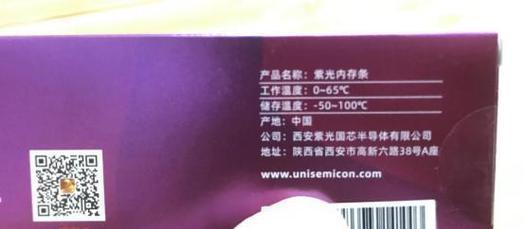 产品名称：紫光内存条
工作温度：0~65℃
储存温度：-50~100℃
产地：中国
公司：西安紫光国芯半导体有限公司
地址：陕西省西安市高新六路38号A座
www.unisemicon.com